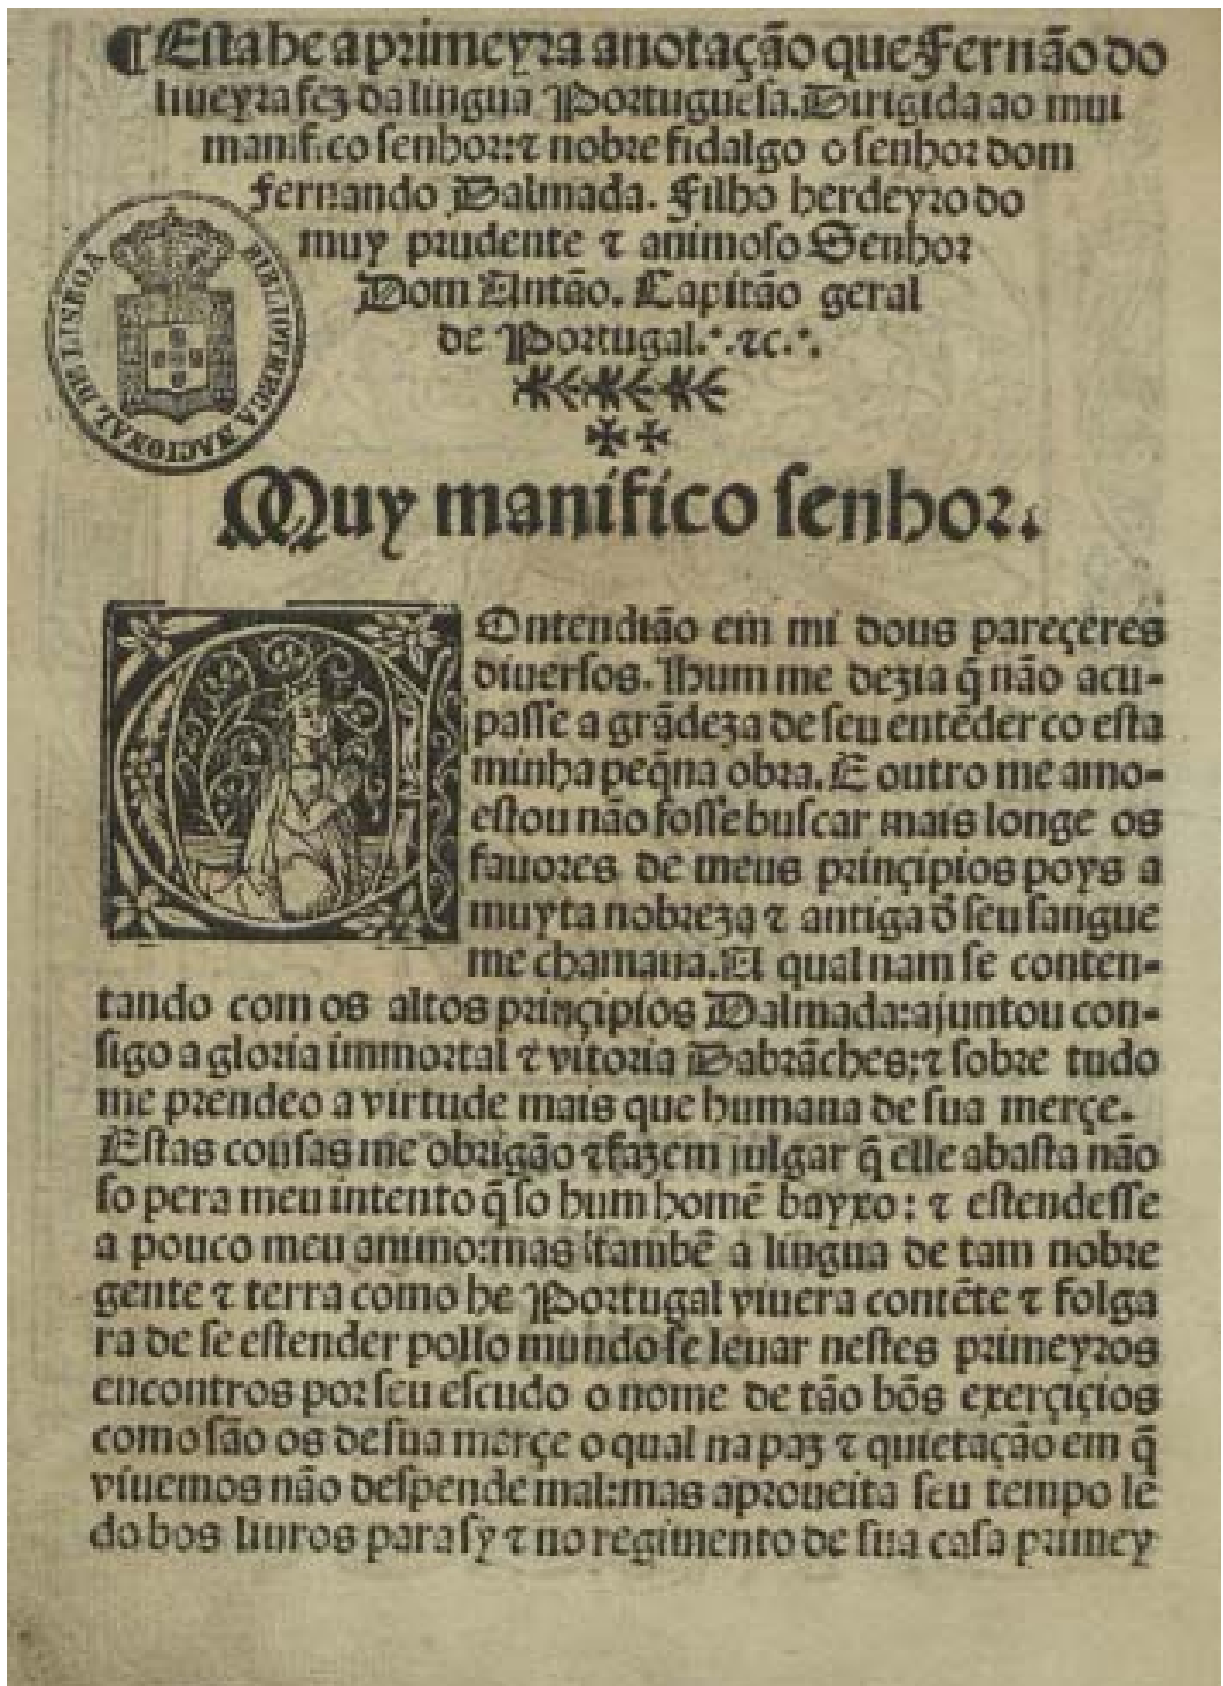 ¶ Esta he a primeyra anotação que Fernão do
liueyra fez da lingua Portuguesa. Dirigida ao mui
manifico senhor: ⁊ nobre fidalgo o senhor dom
fernando Dalmada. Filho herdeyro do
muy prudente ⁊ animoso Senhor
Dom Antão. Capitão geral
de Portugal.·.⁊c.·.
BIBLIOTHECA NACIONAL DE LISBOA
Muy manifico senhor.
Ontendião em mi dous pareçeres
diuersos. Hum me dezia q̃ não acu-
passe a grãdeza de seu entẽder co esta
minha peq̃na obra. E outro me amo-
estou não fosse buscar mais longe os
fauores de meus prinçipios poys a
muyta nobreza ⁊ antiga d̃ seu sangue
me chamaua. A qual nam se conten-
tando com os altos prinçipios Dalmada: ajuntou con-
sigo a gloria immortal ⁊ vitoria Dabrãches; ⁊ sobre tudo
me prendeo a virtude mais que humana de sua merçe.
Estas cousas me obrigão ⁊ fazem julgar q̃ elle abasta não
so pera meu intento q̃ so hum homẽ bayxo: ⁊ estendesse
a pouco meu animo: mas tambẽ a lingua de tam nobre
gente ⁊ terra como he Portugal viuera contẽte ⁊ folga
ra de se estender pollo mundo se leuar nestes primeyros
encontros por seu escudo o nome de tão bõs exerçiçios
como são os de sua merçe o qual na paz ⁊ quietação em q̃
viuemos não despende mal: mas aproueita seu tempo lẽ
do bos liuros para sy ⁊ no regimento de sua casa primey